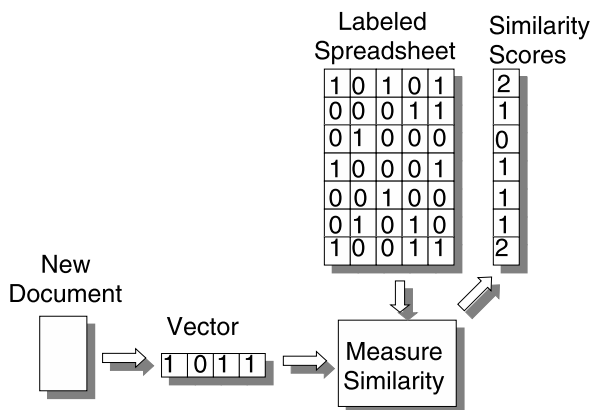 Labeled
Spreadsheet
Similarity
Scores
1 0 1 0 1
0 0 0 1 1
0 1 0 0 0
1 0 0 0 1
0 0 1 0 0
0 1 0 1 0
1 0 0 1 1
2
1
0
1
1
1
2
New
Document
Vector
1 0 1 1
Measure
Similarity